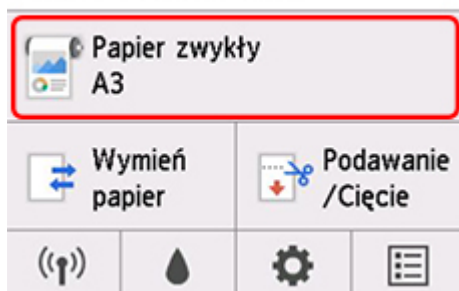 Papier zwykły
A3
Wymień
papier
Podawanie
/Cięcie